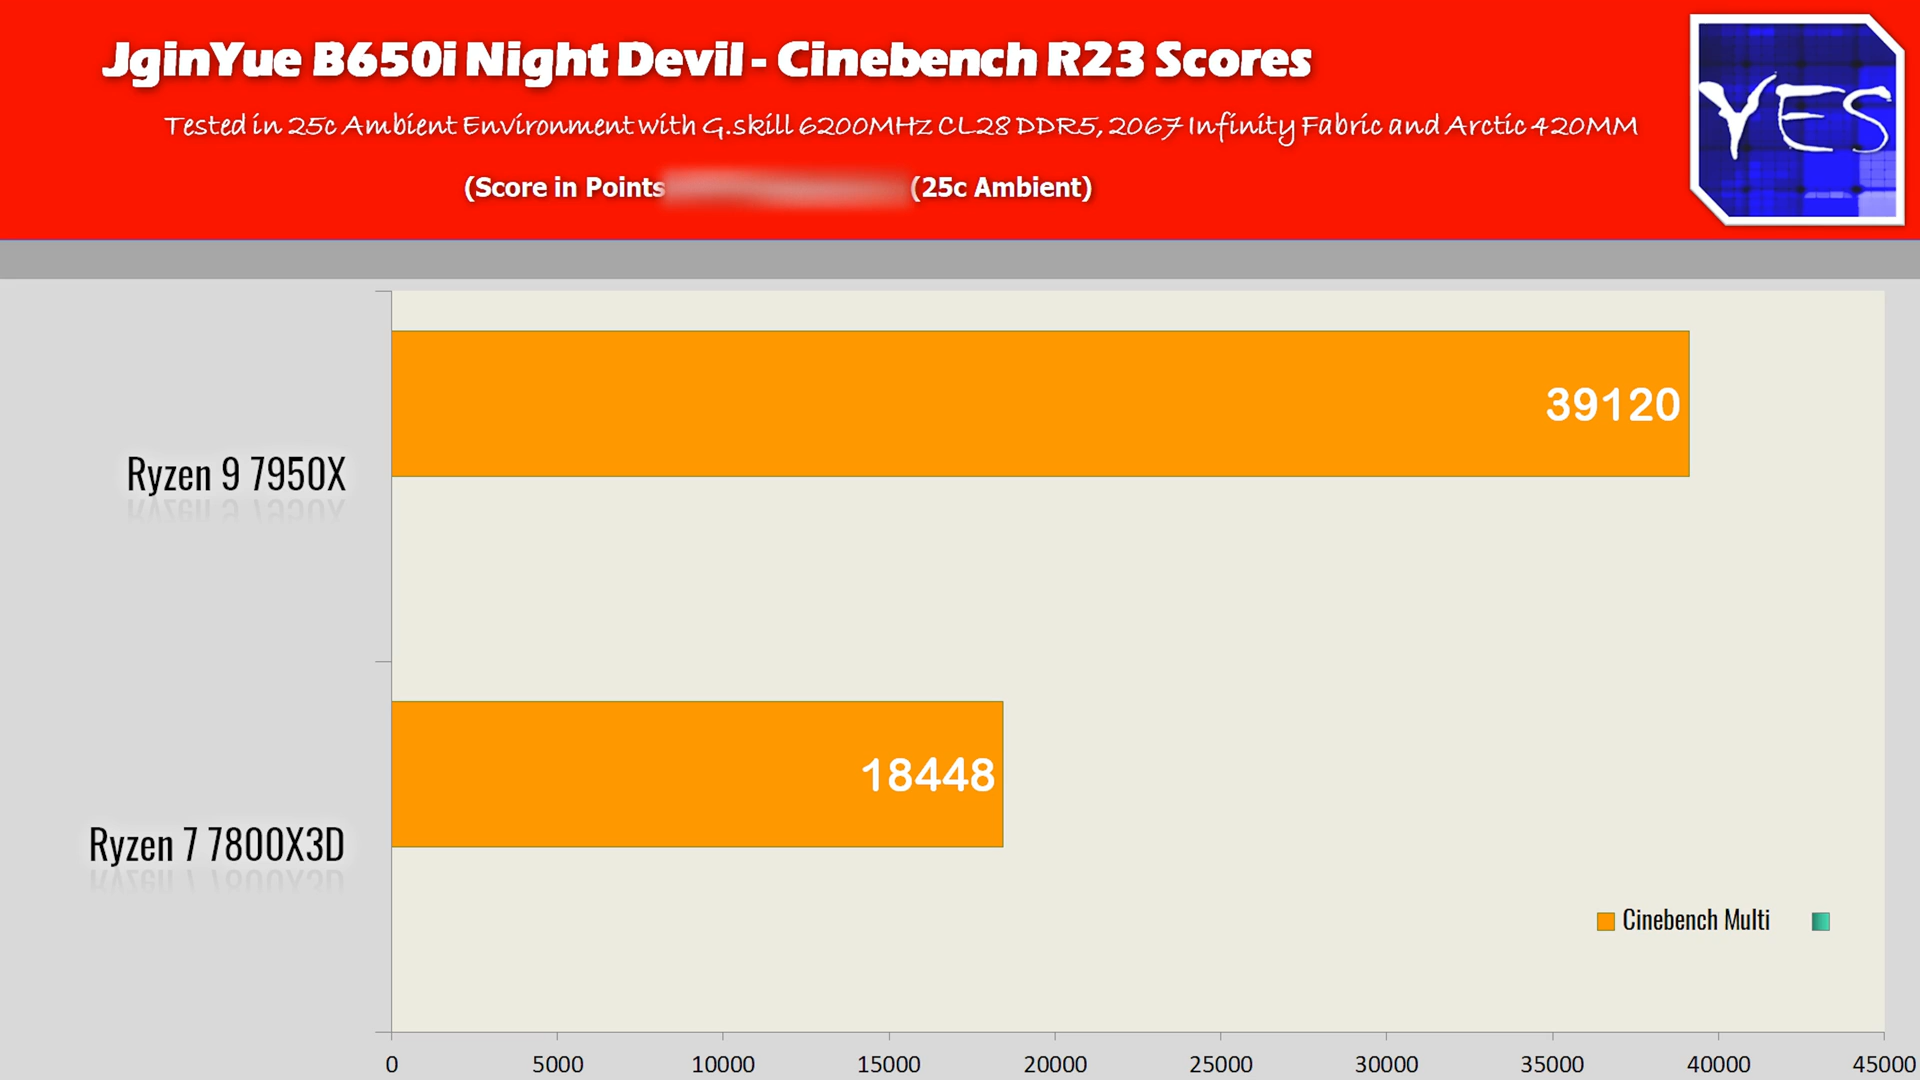 JginYue B650i Night Devil - Cinebench R23 Scores
Tested in 25c Ambient Environment with G.skill 6200MHz CL28 DDR5, 2067 Infinity Fabric and Arctic 420MM
YES
(Score in Points (25c Ambient)
39120
Ryzen 9 7950X
18448
Ryzen 7 7800X3D
Cinebench Multi
0 5000 10000 15000 20000 25000 30000 35000 40000 45000